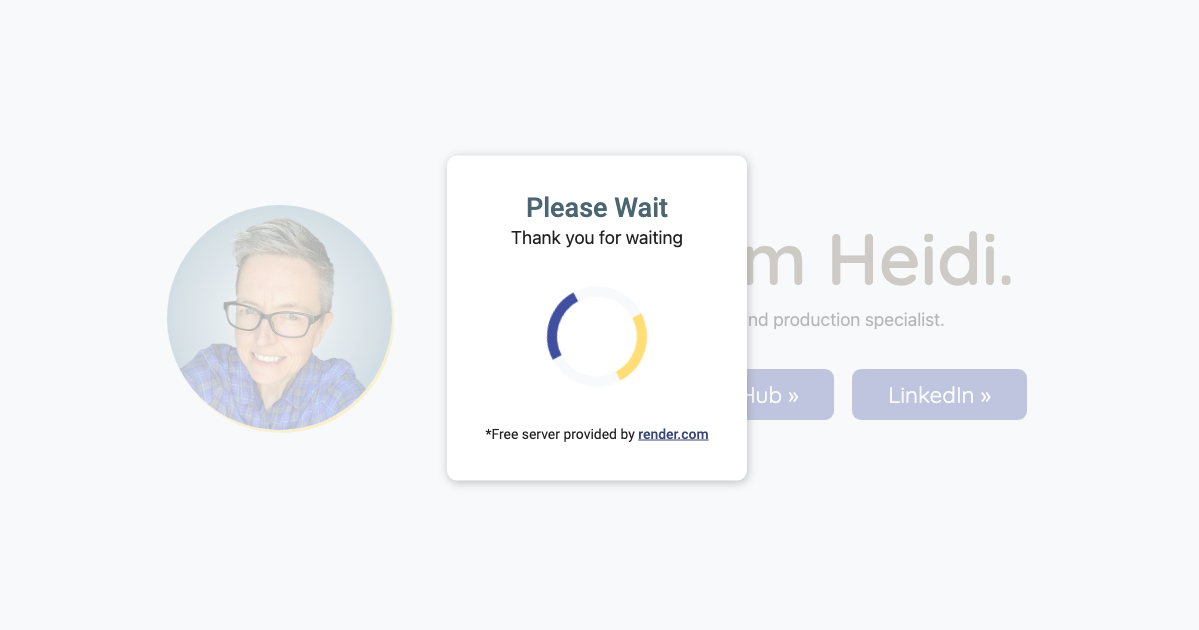 Please Wait
Thank you for waiting
m Heidi.
nd production specialist.
Hub »
LinkedIn »
*Free server provided by render.com